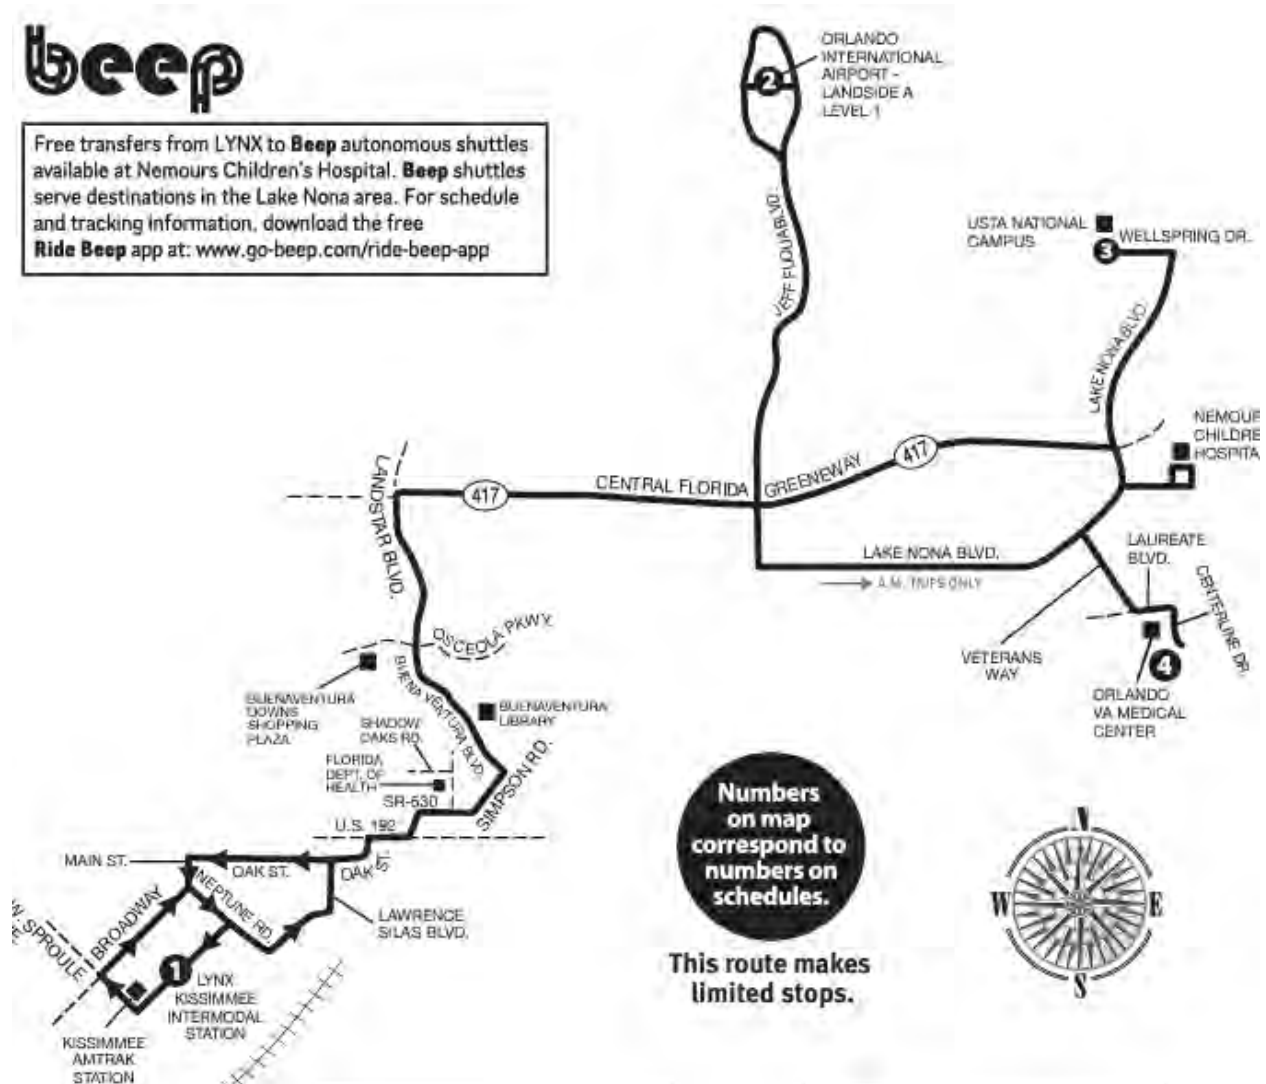 beep
Free transfers from LYNX to Beep autonomous shuttles
available at Nemours Children's Hospital. Beep shuttles
serve destinations in the Lake Nona area. For schedule
and tracking information, download the free
Ride Beep app at: www.go-beep.com/ride-beep-app
2
ORLANDO
INTERNATIONAL
AIRPORT -
LANDSIDE A
LEVEL 1
JEFF FUQUA BLVD.
USTA NATIONAL
CAMPUS
3
WELLSPRING DR.
LAKE NONA BLVD.
NEMOUR
CHILDRE
HOSPITA
LANDSTAR BLVD.
417
CENTRAL FLORIDA
GREENEWAY
417
LAKE NONA BLVD.
A.M. TRIPS ONLY
LAUREATE
BLVD.
CENTERLINE DR.
VETERANS
WAY
4
ORLANDO
VA MEDICAL
CENTER
OSCEOLA PKWY.
BUENA VENTURA BLVD.
BUENAVENTURA
DOWNS
SHOPPING
PLAZA
BUENAVENTURA
LIBRARY
SHADOW
OAKS RD.
FLORIDA
DEPT. OF
HEALTH
SIMPSON RD.
SR-530
U.S. 192
MAIN ST.
OAK ST.
OAK ST.
BROADWAY
NEPTUNE RD.
LAWRENCE
SILAS BLVD.
W. SPROULE
1
LYNX
KISSIMMEE
INTERMODAL
STATION
KISSIMMEE
AMTRAK
STATION
Numbers
on map
correspond to
numbers on
schedules.
This route makes
limited stops.
N
W
E
S